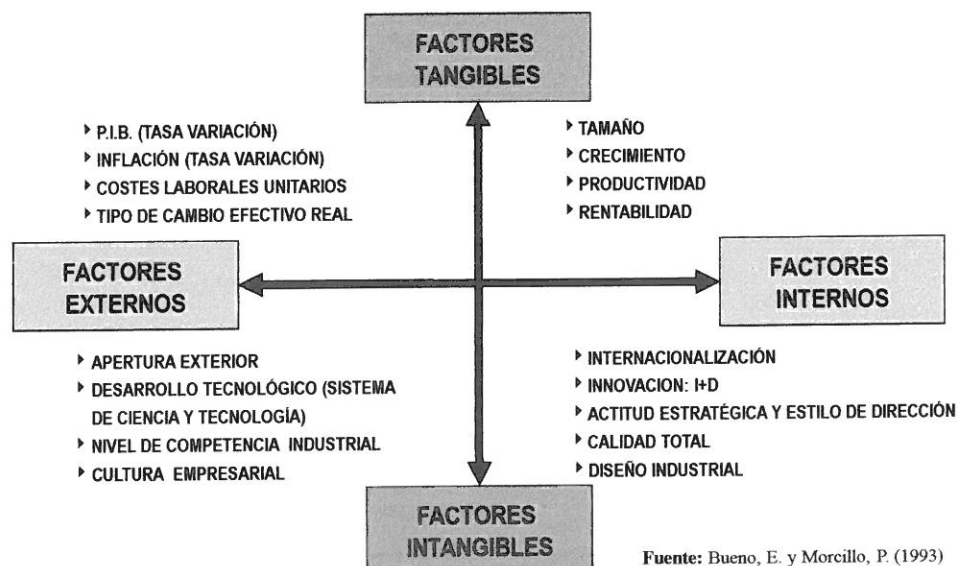 FACTORES
TANGIBLES
▶ P.I.B. (TASA VARIACIÓN)
▶ INFLACIÓN (TASA VARIACIÓN)
▶ COSTES LABORALES UNITARIOS
▶ TIPO DE CAMBIO EFECTIVO REAL
▶ TAMAÑO
▶ CRECIMIENTO
▶ PRODUCTIVIDAD
▶ RENTABILIDAD
FACTORES
EXTERNOS
FACTORES
INTERNOS
▶ APERTURA EXTERIOR
▶ DESARROLLO TECNOLÓGICO (SISTEMA
DE CIENCIA Y TECNOLOGÍA)
▶ NIVEL DE COMPETENCIA INDUSTRIAL
▶ CULTURA EMPRESARIAL
▶ INTERNACIONALIZACIÓN
▶ INNOVACION: I+D
▶ ACTITUD ESTRATÉGICA Y ESTILO DE DIRECCIÓN
▶ CALIDAD TOTAL
▶ DISEÑO INDUSTRIAL
FACTORES
INTANGIBLES
Fuente: Bueno, E. y Morcillo, P. (1993)